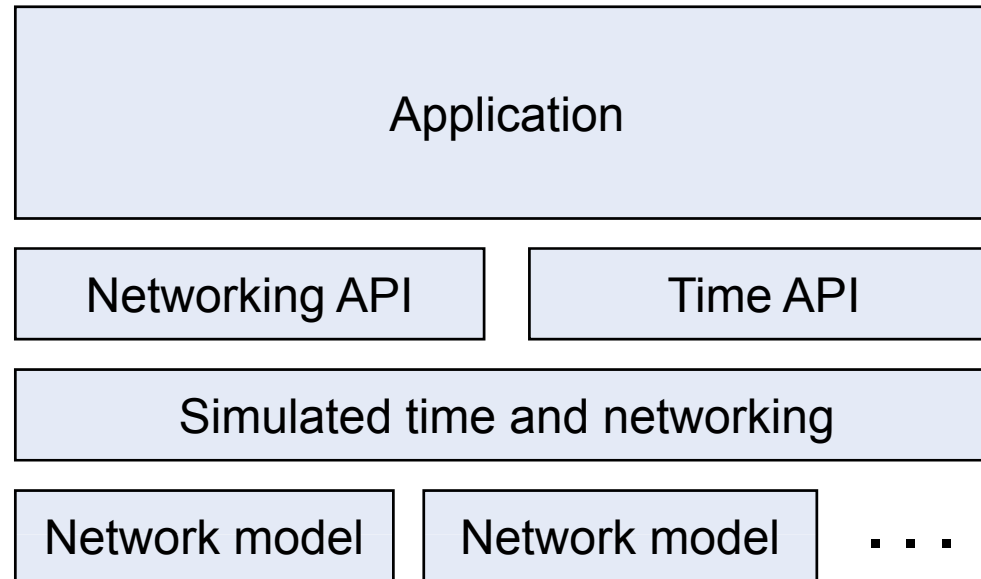 Application
Networking API
Time API
Simulated time and networking
Network model
Network model
. . .